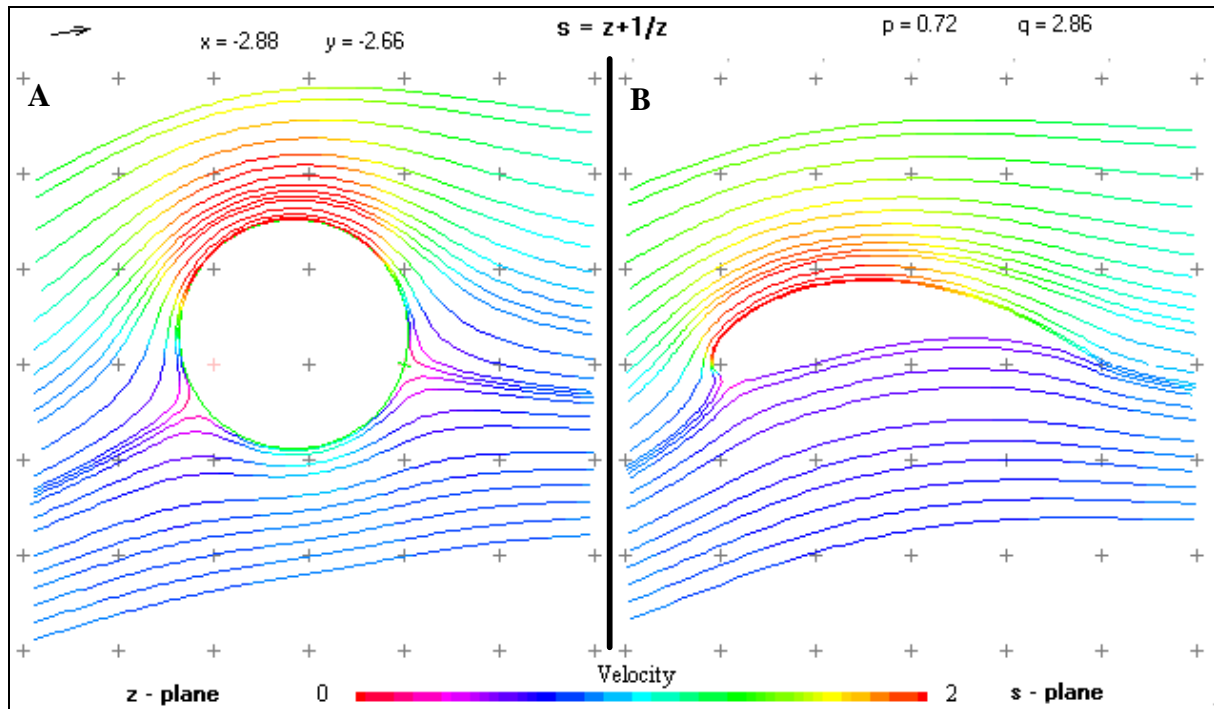 s = z+1/z
x = -2.88 y = -2.66
p = 0.72 q = 2.86
A
B
Velocity
z - plane 0 2 s - plane